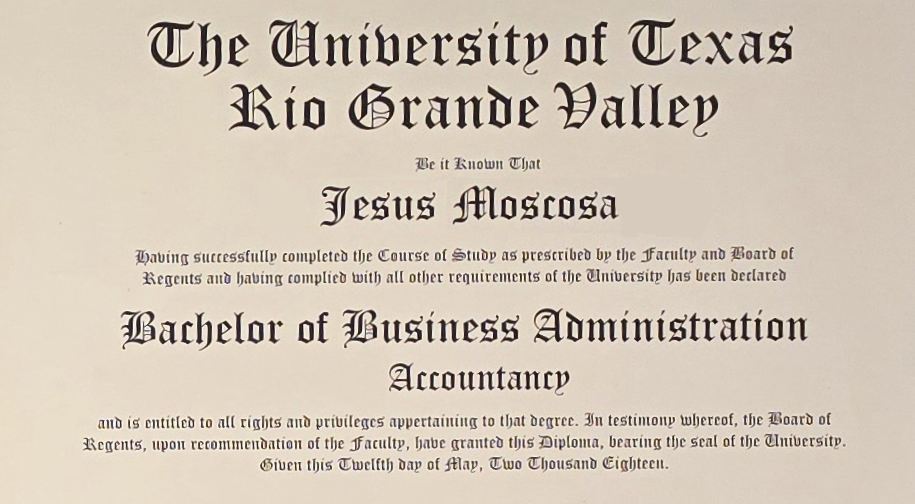 The University of Texas
Rio Grande Valley
Be it Known That
Jesus Moscosa
Having successfully completed the Course of Study as prescribed by the Faculty and Board of
Regents and having complied with all other requirements of the University has been declared
Bachelor of Business Administration
Accountancy
and is entitled to all rights and privileges appertaining to that degree. In testimony whereof, the Board of
Regents, upon recommendation of the Faculty, have granted this Diploma, bearing the seal of the University.
Given this Twelfth day of May, Two Thousand Eighteen.